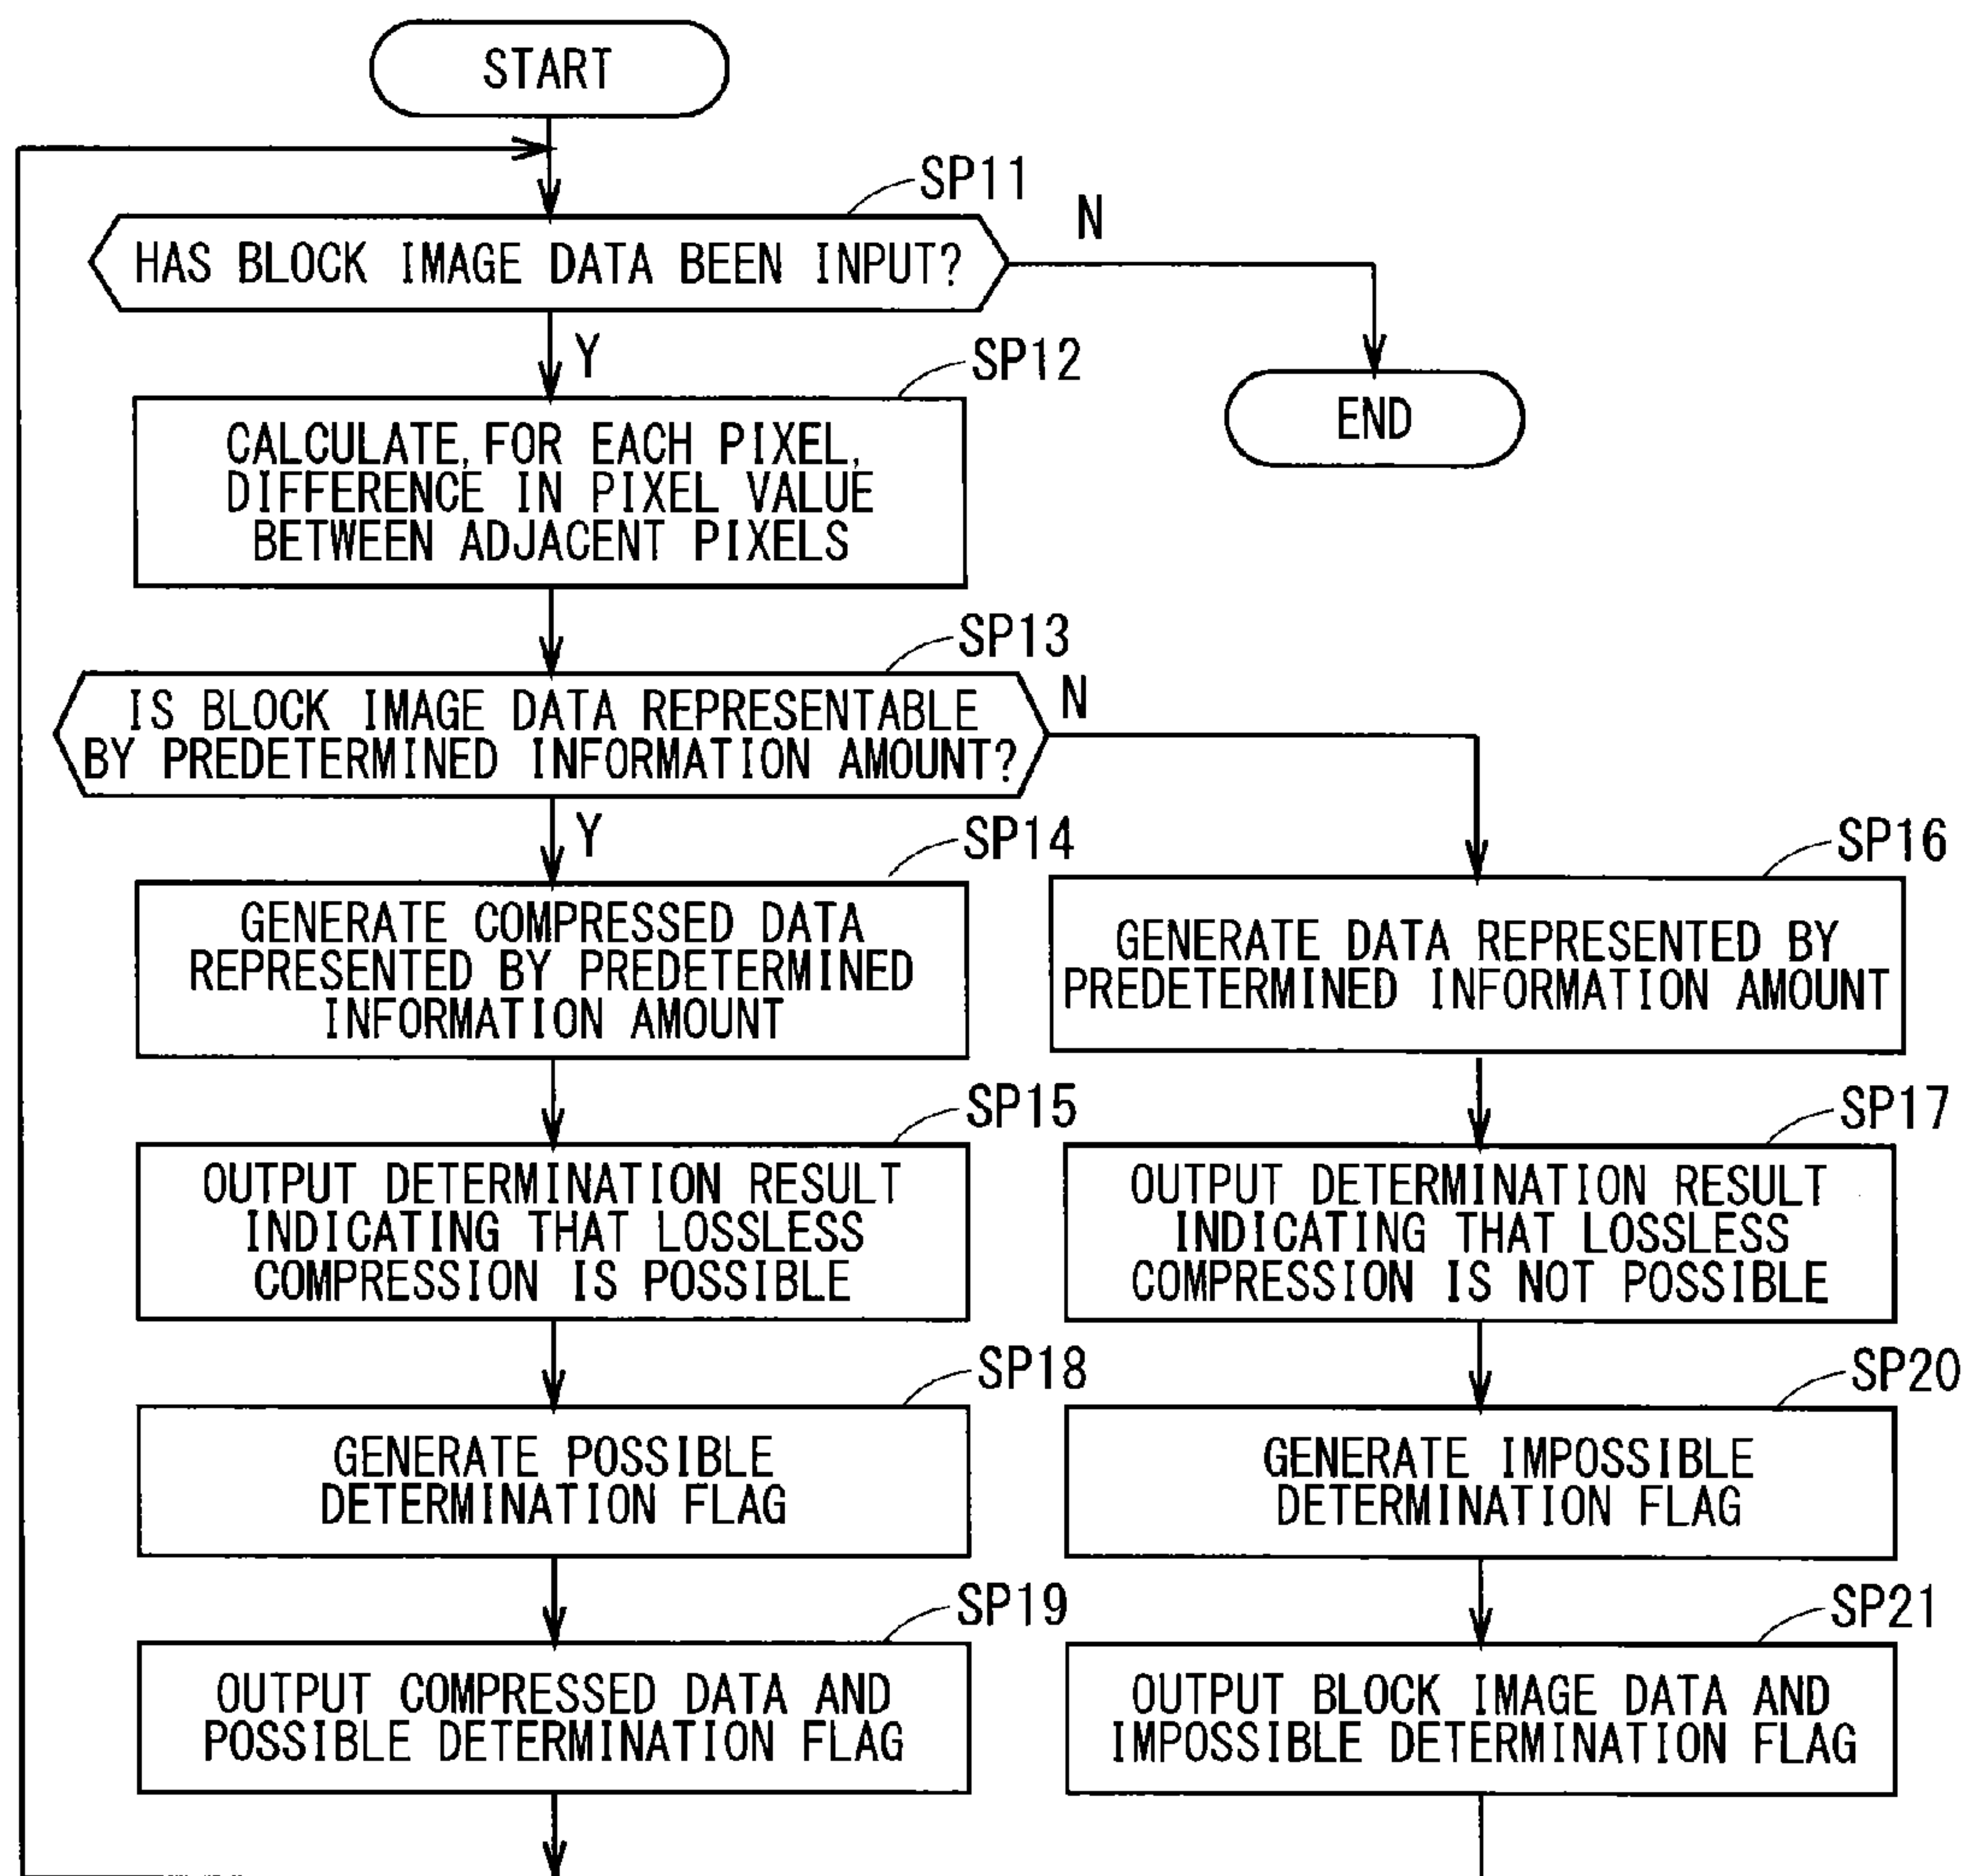 START
SP11
N
HAS BLOCK IMAGE DATA BEEN INPUT?
Y
SP12
END
CALCULATE, FOR EACH PIXEL,
DIFFERENCE IN PIXEL VALUE
BETWEEN ADJACENT PIXELS
SP13
N
IS BLOCK IMAGE DATA REPRESENTABLE
BY PREDETERMINED INFORMATION AMOUNT?
Y
SP14
GENERATE COMPRESSED DATA
REPRESENTED BY PREDETERMINED
INFORMATION AMOUNT
SP16
GENERATE DATA REPRESENTED BY
PREDETERMINED INFORMATION AMOUNT
SP15
OUTPUT DETERMINATION RESULT
INDICATING THAT LOSSLESS
COMPRESSION IS POSSIBLE
SP17
OUTPUT DETERMINATION RESULT
INDICATING THAT LOSSLESS
COMPRESSION IS NOT POSSIBLE
SP18
GENERATE POSSIBLE
DETERMINATION FLAG
SP20
GENERATE IMPOSSIBLE
DETERMINATION FLAG
SP19
OUTPUT COMPRESSED DATA AND
POSSIBLE DETERMINATION FLAG
SP21
OUTPUT BLOCK IMAGE DATA AND
IMPOSSIBLE DETERMINATION FLAG